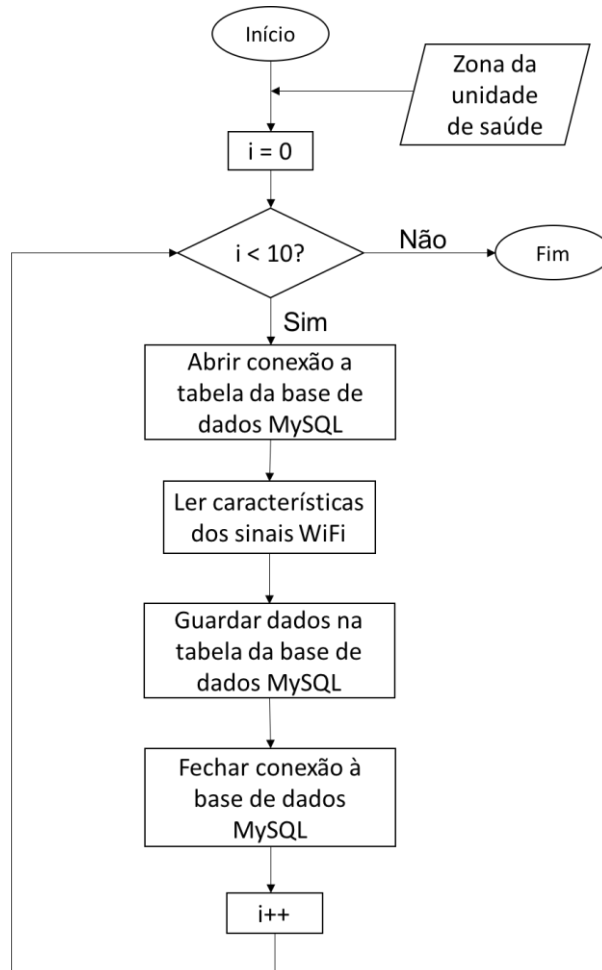 Início
Zona da
unidade
de saúde
i = 0
i < 10?
Não
Fim
Sim
Abrir conexão a
tabela da base de
dados MySQL
Ler características
dos sinais WiFi
Guardar dados na
tabela da base de
dados MySQL
Fechar conexão à
base de dados
MySQL
i++